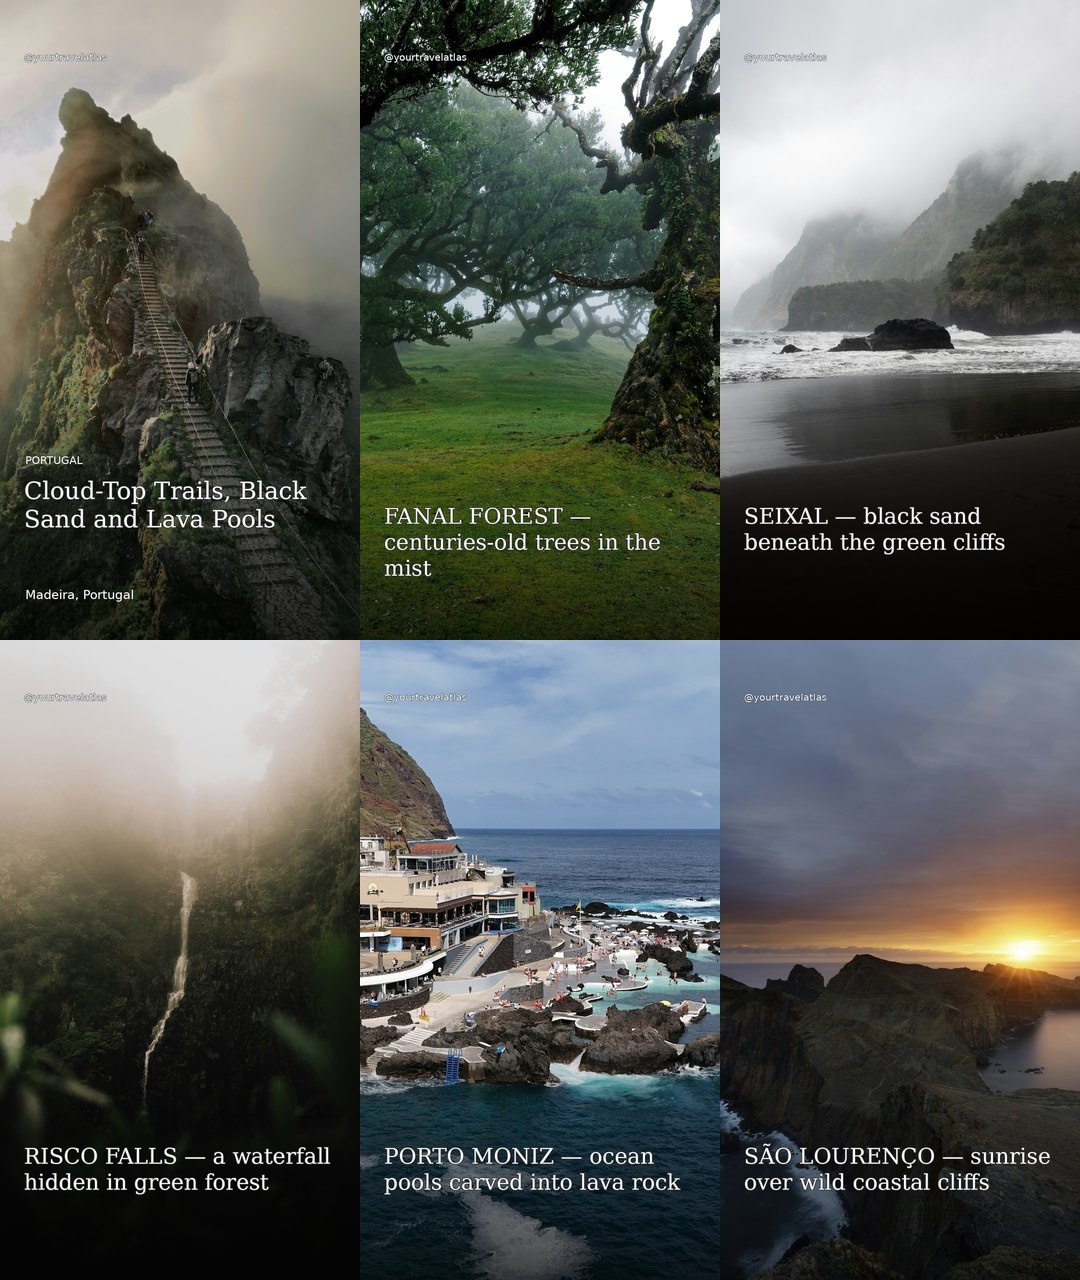 @yourtravelatlas
PORTUGAL
Cloud-Top Trails, Black
Sand and Lava Pools
Madeira, Portugal
@yourtravelatlas
FANAL FOREST —
centuries-old trees in the
mist
@yourtravelatlas
SEIXAL — black sand
beneath the green cliffs
@yourtravelatlas
RISCO FALLS — a waterfall
hidden in green forest
@yourtravelatlas
PORTO MONIZ — ocean
pools carved into lava rock
@yourtravelatlas
SÃO LOURENÇO — sunrise
over wild coastal cliffs